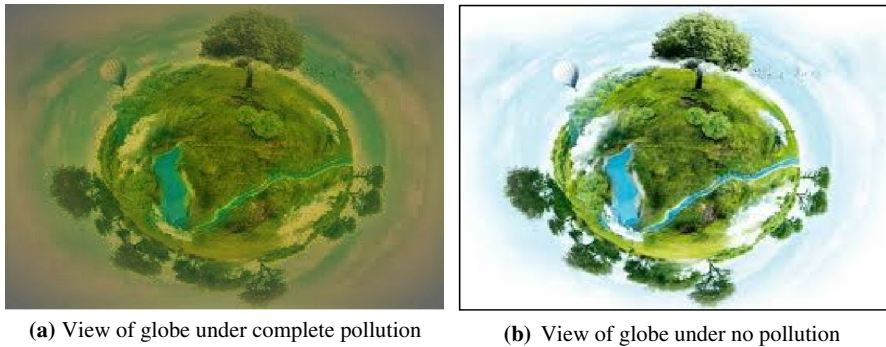 (a) View of globe under complete pollution
(b) View of globe under no pollution